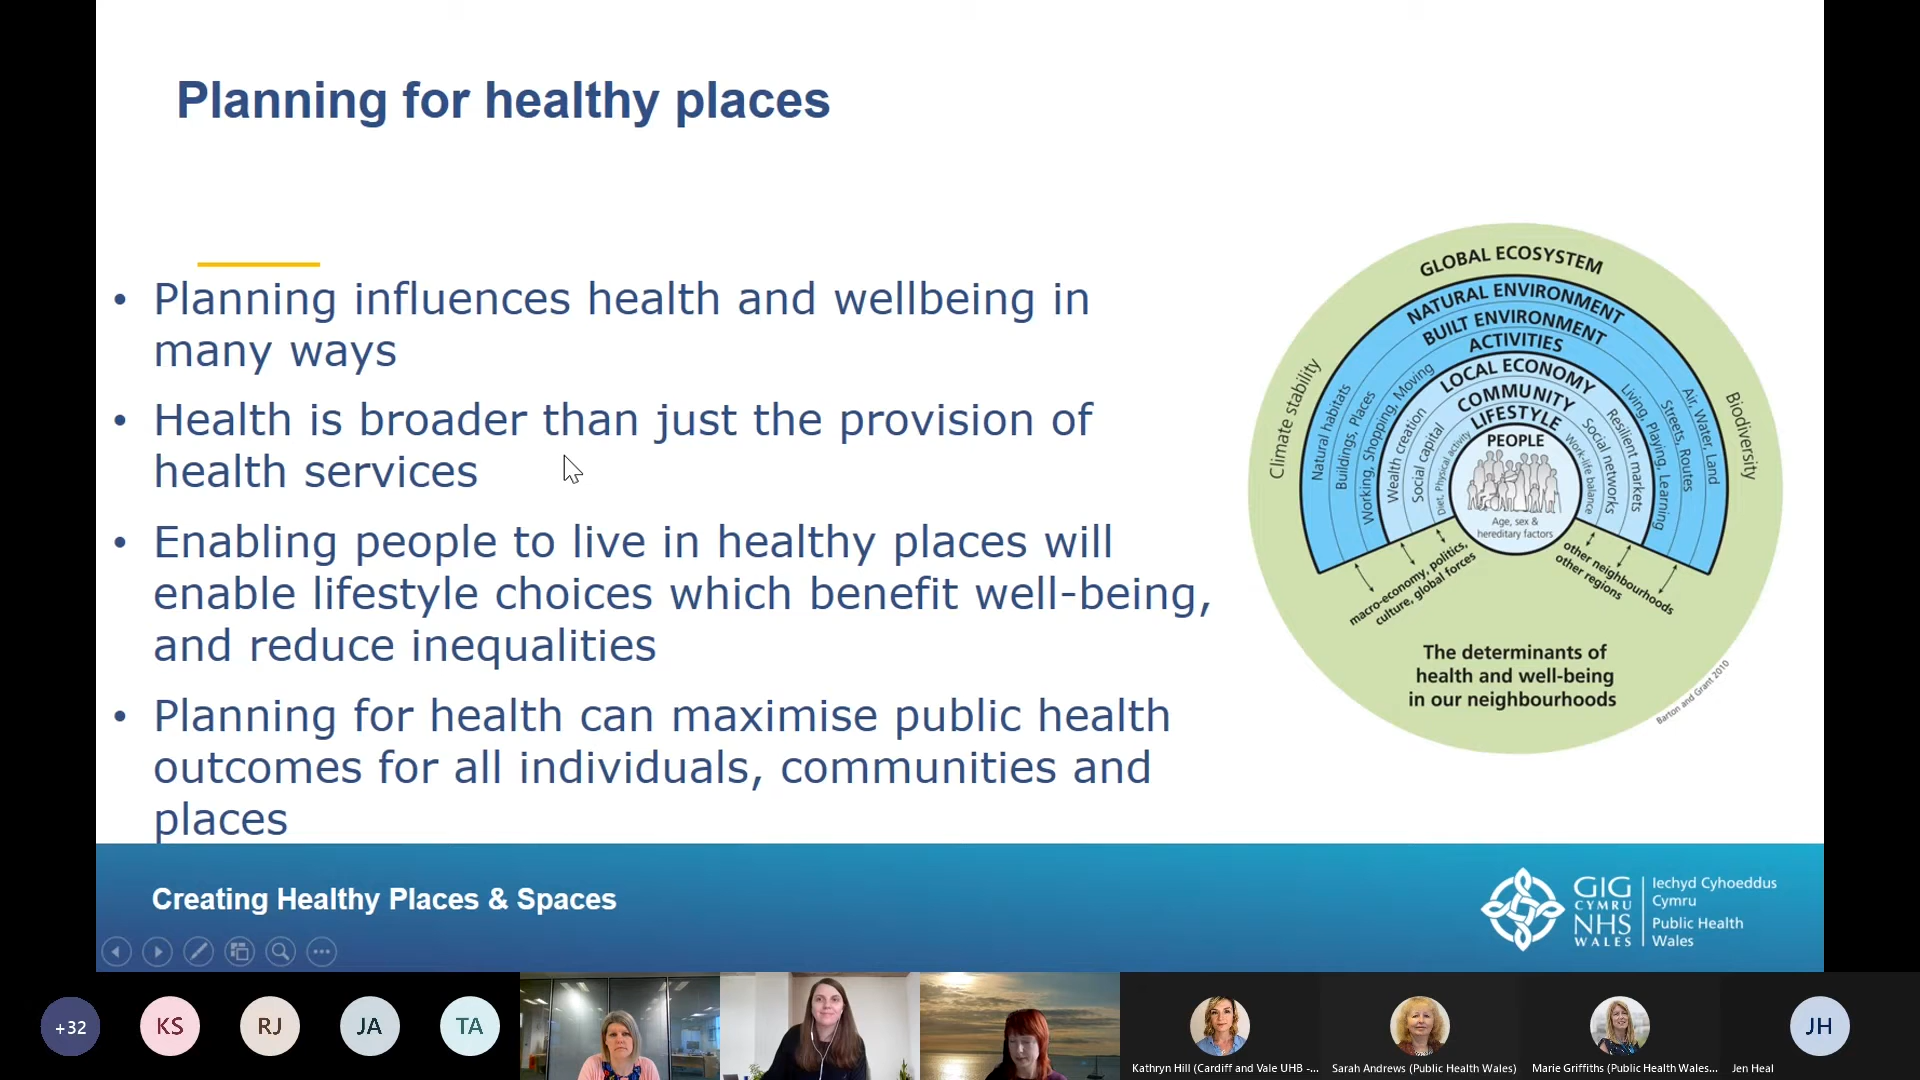 Planning for healthy places
• Planning influences health and wellbeing in
many ways
• Health is broader than just the provision of
health services
• Enabling people to live in healthy places will
enable lifestyle choices which benefit well-being,
and reduce inequalities
• Planning for health can maximise public health
outcomes for all individuals, communities and
places
GLOBAL ECOSYSTEM
NATURAL ENVIRONMENT
BUILT ENVIRONMENT
ACTIVITIES
LOCAL ECONOMY
COMMUNITY
LIFESTYLE
PEOPLE
Age, sex &
hereditary factors
Climate stability
Natural habitats
Buildings, Places
Working, Shopping, Moving
Wealth creation
Social capital
Diet, Physical activity
Work-life balance
Social networks
Resilient markets
Living, Playing, Learning
Streets, Routes
Air, Water, Land
Biodiversity
macro-economy, politics,
culture, global forces
other neighbourhoods
other regions
The determinants of
health and well-being
in our neighbourhoods
Barton and Grant 2010
Creating Healthy Places & Spaces
GIG
CYMRU
NHS
WALES
Iechyd Cyhoeddus
Cymru
Public Health
Wales
+32
KS
RJ
JA
TA
JH
Kathryn Hill (Cardiff and Vale UHB -...
Sarah Andrews (Public Health Wales)
Marie Griffiths (Public Health Wales...
Jen Heal